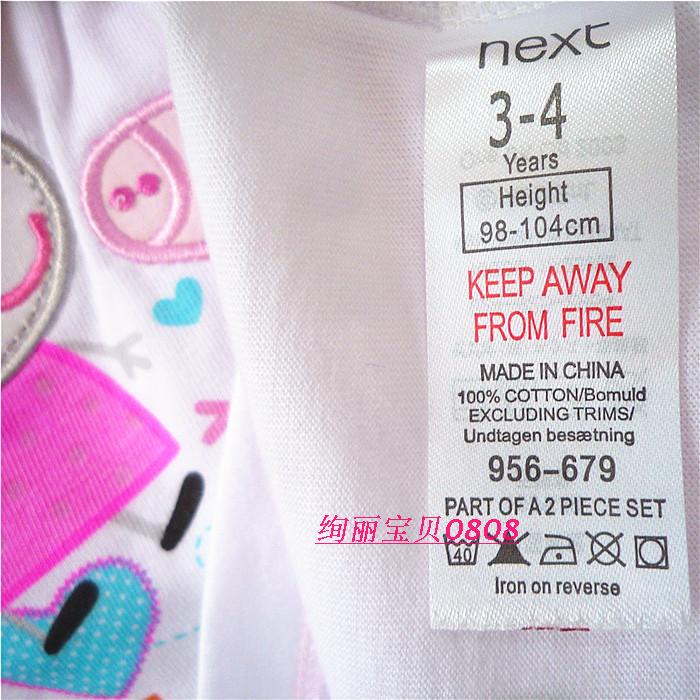 next
3-4
Years
Height
98-104cm
KEEP AWAY
FROM FIRE
MADE IN CHINA
100% COTTON/Bomuld
EXCLUDING TRIMS/
Undtagen besætning
956-679
PART OF A 2 PIECE SET
绚丽宝贝0808
40
Iron on reverse